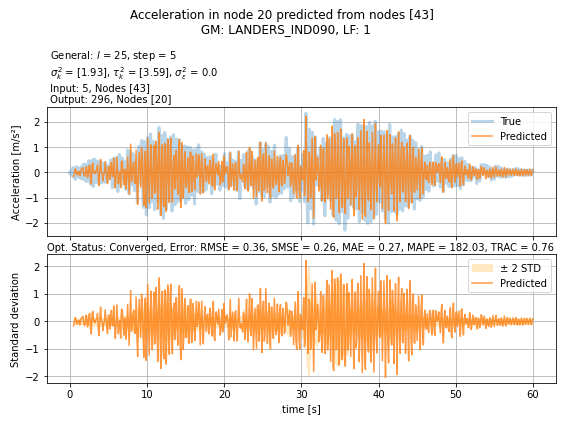 Acceleration in node 20 predicted from nodes [43]
GM: LANDERS_IND090, LF: 1
General: l = 25, step = 5
σ²ₖ = [1.93], τ²ₖ = [3.59], σ²ε = 0.0
Input: 5, Nodes [43]
Output: 296, Nodes [20]
Acceleration [m/s²]
2
1
0
−1
−2
True
Predicted
Opt. Status: Converged, Error: RMSE = 0.36, SMSE = 0.26, MAE = 0.27, MAPE = 182.03, TRAC = 0.76
Standard deviation
2
1
0
−1
−2
± 2 STD
Predicted
0 10 20 30 40 50 60
time [s]